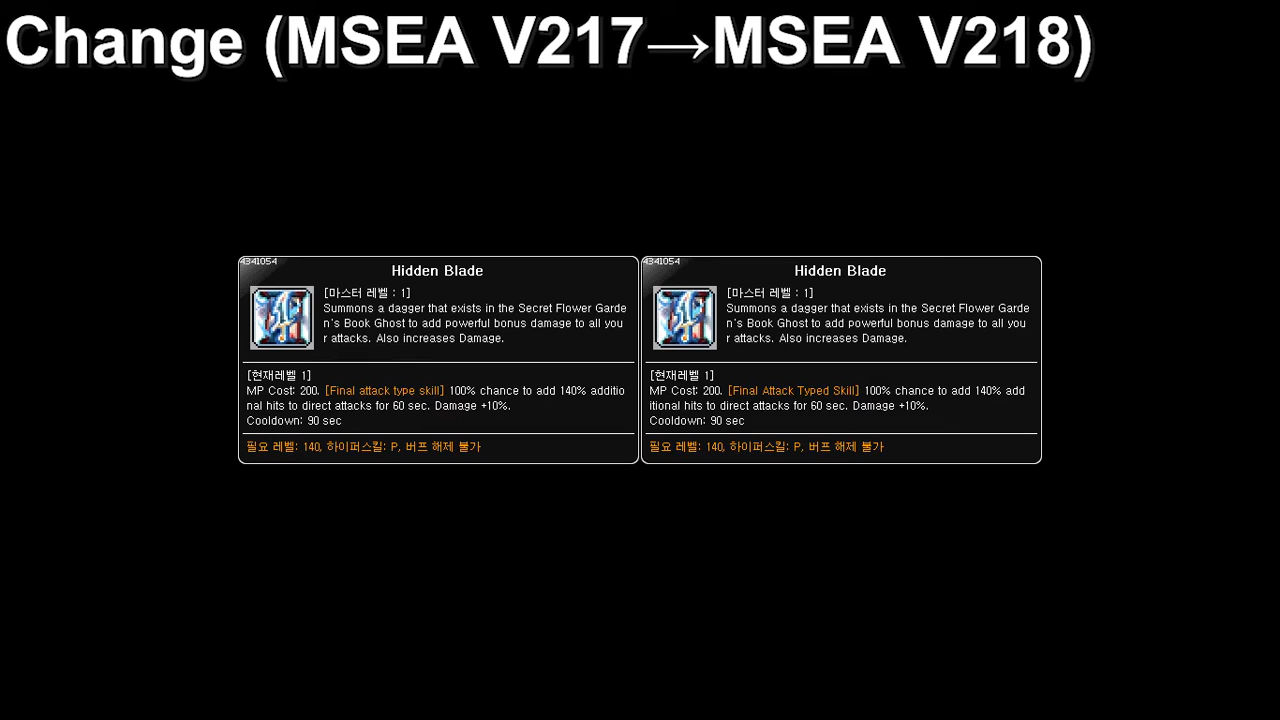 Change (MSEA V217→MSEA V218)
4341054
Hidden Blade
[마스터 레벨 : 1]
Summons a dagger that exists in the Secret Flower Garde
n's Book Ghost to add powerful bonus damage to all you
r attacks. Also increases Damage.
[현재레벨 1]
MP Cost: 200. [Final attack type skill] 100% chance to add 140% additio
nal hits to direct attacks for 60 sec. Damage +10%.
Cooldown: 90 sec
필요 레벨: 140, 하이퍼스킬: P, 버프 해제 불가
4341054
Hidden Blade
[마스터 레벨 : 1]
Summons a dagger that exists in the Secret Flower Garde
n's Book Ghost to add powerful bonus damage to all you
r attacks. Also increases Damage.
[현재레벨 1]
MP Cost: 200. [Final Attack Typed Skill] 100% chance to add 140% add
itional hits to direct attacks for 60 sec. Damage +10%.
Cooldown: 90 sec
필요 레벨: 140, 하이퍼스킬: P, 버프 해제 불가